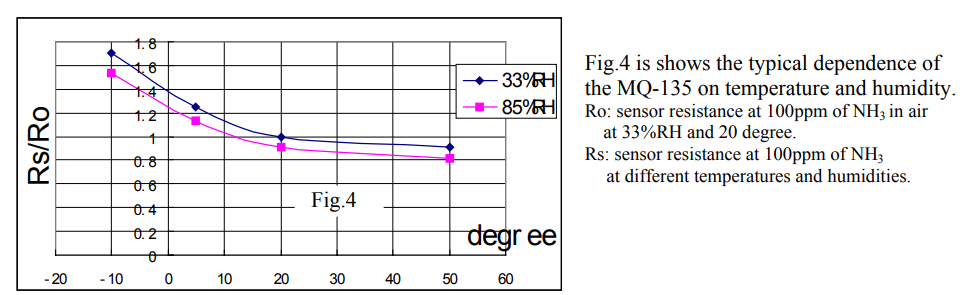 1.8
1.6
1.4
1.2
1
0.8
0.6
0.4
0.2
0
-20 -10 0 10 20 30 40 50 60
Rs/Ro
degree
33%RH
85%RH
Fig.4
Fig.4 is shows the typical dependence of
the MQ-135 on temperature and humidity.
Ro: sensor resistance at 100ppm of NH₃ in air
at 33%RH and 20 degree.
Rs: sensor resistance at 100ppm of NH₃
at different temperatures and humidities.